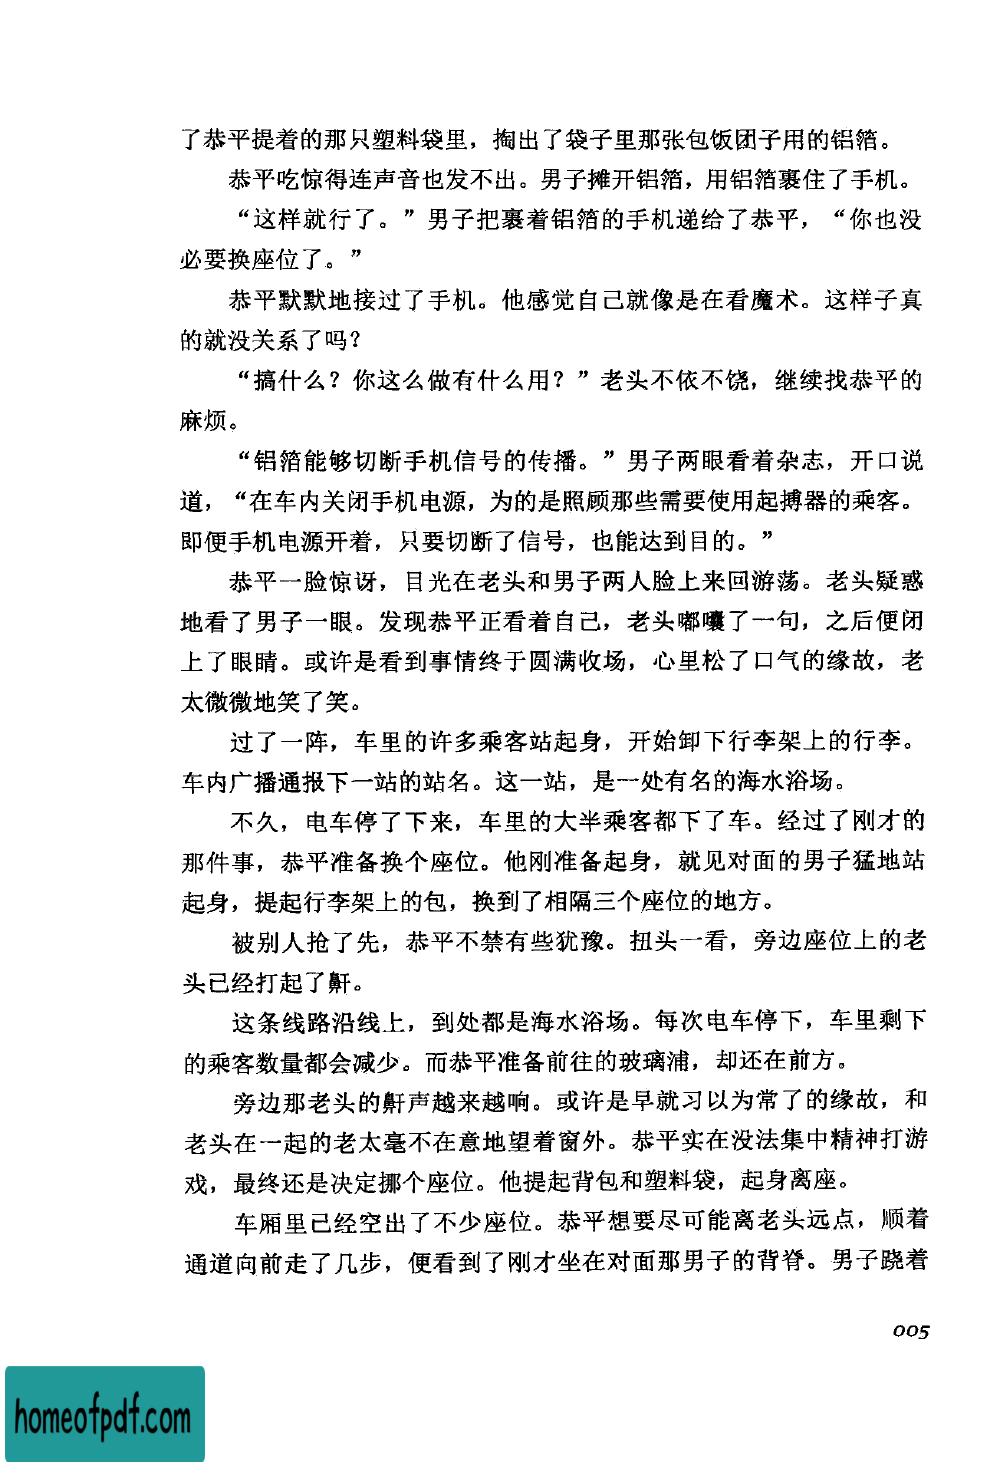 了恭平提着的那只塑料袋里，掏出了袋子里那张包饭团子用的铝箔。
恭平吃惊得连声音也发不出。男子摊开铝箔，用铝箔裹住了手机。
“这样就行了。”男子把裹着铝箔的手机递给了恭平，“你也没
必要换座位了。”
恭平默默地接过了手机。他感觉自己就像是在看魔术。这样子真
的就没关系了吗？
“搞什么？你这么做有什么用？”老头不依不饶，继续找恭平的
麻烦。
“铝箔能够切断手机信号的传播。”男子两眼看着杂志，开口说
道，“在车内关闭手机电源，为的是照顾那些需要使用起搏器的乘客。
即便手机电源开着，只要切断了信号，也能达到目的。”
恭平一脸惊讶，目光在老头和男子两人脸上来回游荡。老头疑惑
地看了男子一眼。发现恭平正看着自己，老头嘟囔了一句，之后便闭
上了眼睛。或许是看到事情终于圆满收场，心里松了口气的缘故，老
太微微地笑了笑。
过了一阵，车里的许多乘客站起身，开始卸下行李架上的行李。
车内广播通报下一站的站名。这一站，是一处有名的海水浴场。
不久，电车停了下来，车里的大半乘客都下了车。经过了刚才的
那件事，恭平准备换个座位。他刚准备起身，就见对面的男子猛地站
起身，提起行李架上的包，换到了相隔三个座位的地方。
被别人抢了先，恭平不禁有些犹豫。扭头一看，旁边座位上的老
头已经打起了鼾。
这条线路沿线上，到处都是海水浴场。每次电车停下，车里剩下
的乘客数量都会减少。而恭平准备前往的玻璃浦，却还在前方。
旁边那老头的鼾声越来越响。或许是早就习以为常了的缘故，和
老头在一起的老太毫不在意地望着窗外。恭平实在没法集中精神打游
戏，最终还是决定挪个座位。他提起背包和塑料袋，起身离座。
车厢里已经空出了不少座位。恭平想要尽可能离老头远点，顺着
通道向前走了几步，便看到了刚才坐在对面那男子的背脊。男子跷着
005
homeofpdf.com